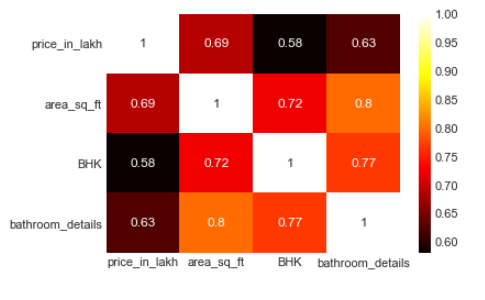 price_in_lakh 1 0.69 0.58 0.63
area_sq_ft 0.69 1 0.72 0.8
BHK 0.58 0.72 1 0.77
bathroom_details 0.63 0.8 0.77 1
price_in_lakh area_sq_ft BHK bathroom_details
1.00
0.95
0.90
0.85
0.80
0.75
0.70
0.65
0.60